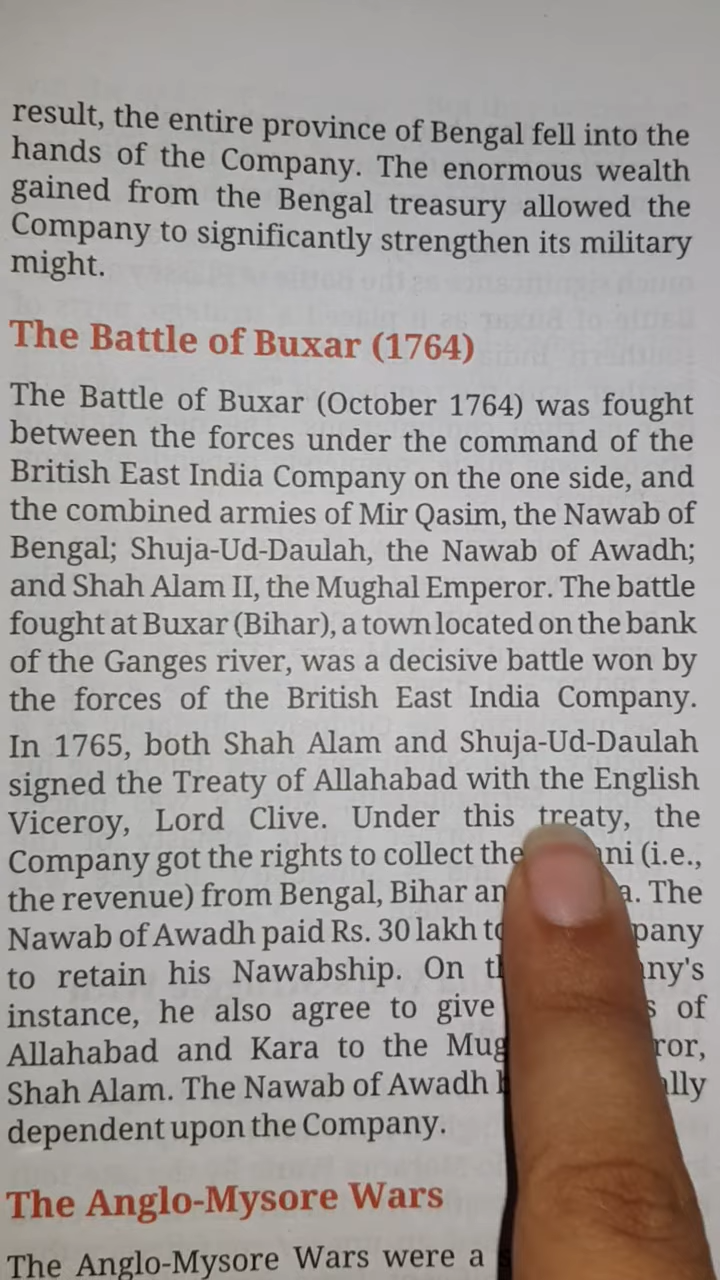 result, the entire province of Bengal fell into the
hands of the Company. The enormous wealth
gained from the Bengal treasury allowed the
Company to significantly strengthen its military
might.
The Battle of Buxar (1764)
The Battle of Buxar (October 1764) was fought
between the forces under the command of the
British East India Company on the one side, and
the combined armies of Mir Qasim, the Nawab of
Bengal; Shuja-Ud-Daulah, the Nawab of Awadh;
and Shah Alam II, the Mughal Emperor. The battle
fought at Buxar (Bihar), a town located on the bank
of the Ganges river, was a decisive battle won by
the forces of the British East India Company.
In 1765, both Shah Alam and Shuja-Ud-Daulah
signed the Treaty of Allahabad with the English
Viceroy, Lord Clive. Under this treaty, the
Company got the rights to collect the (i.e.,
the revenue) from Bengal, Bihar The
Nawab of Awadh paid Rs. 30 lakh
to retain his Nawabship. On
instance, he also agree to give of
Allahabad and Kara to the
Shah Alam. The Nawab of Awadh
dependent upon the Company.
The Anglo-Mysore Wars
The Anglo-Mysore Wars were a